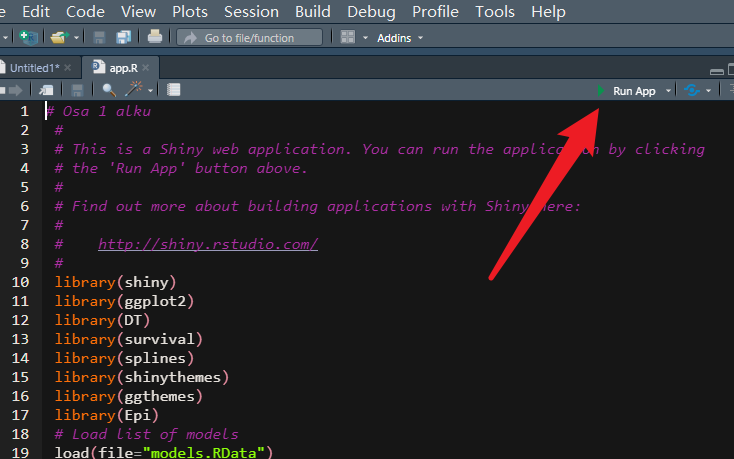 Edit Code View Plots Session Build Debug Profile Tools Help
Go to file/function Addins
Untitled1* × app.R ×
Run App
1 # Osa 1 alku
2 #
3 # This is a Shiny web application. You can run the application by clicking
4 # the 'Run App' button above.
5 #
6 # Find out more about building applications with Shiny here:
7 #
8 # http://shiny.rstudio.com/
9 #
10 library(shiny)
11 library(ggplot2)
12 library(DT)
13 library(survival)
14 library(splines)
15 library(shinythemes)
16 library(ggthemes)
17 library(Epi)
18 # Load list of models
19 load(file="models.RData")